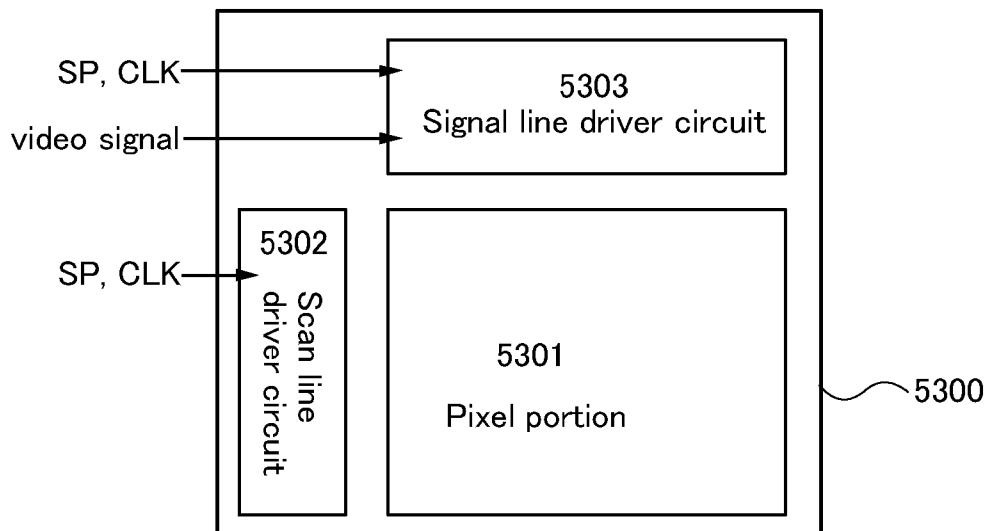 SP, CLK
5303
Signal line driver circuit
video signal
5302
SP, CLK
Scan line
driver circuit
5301
Pixel portion
5300